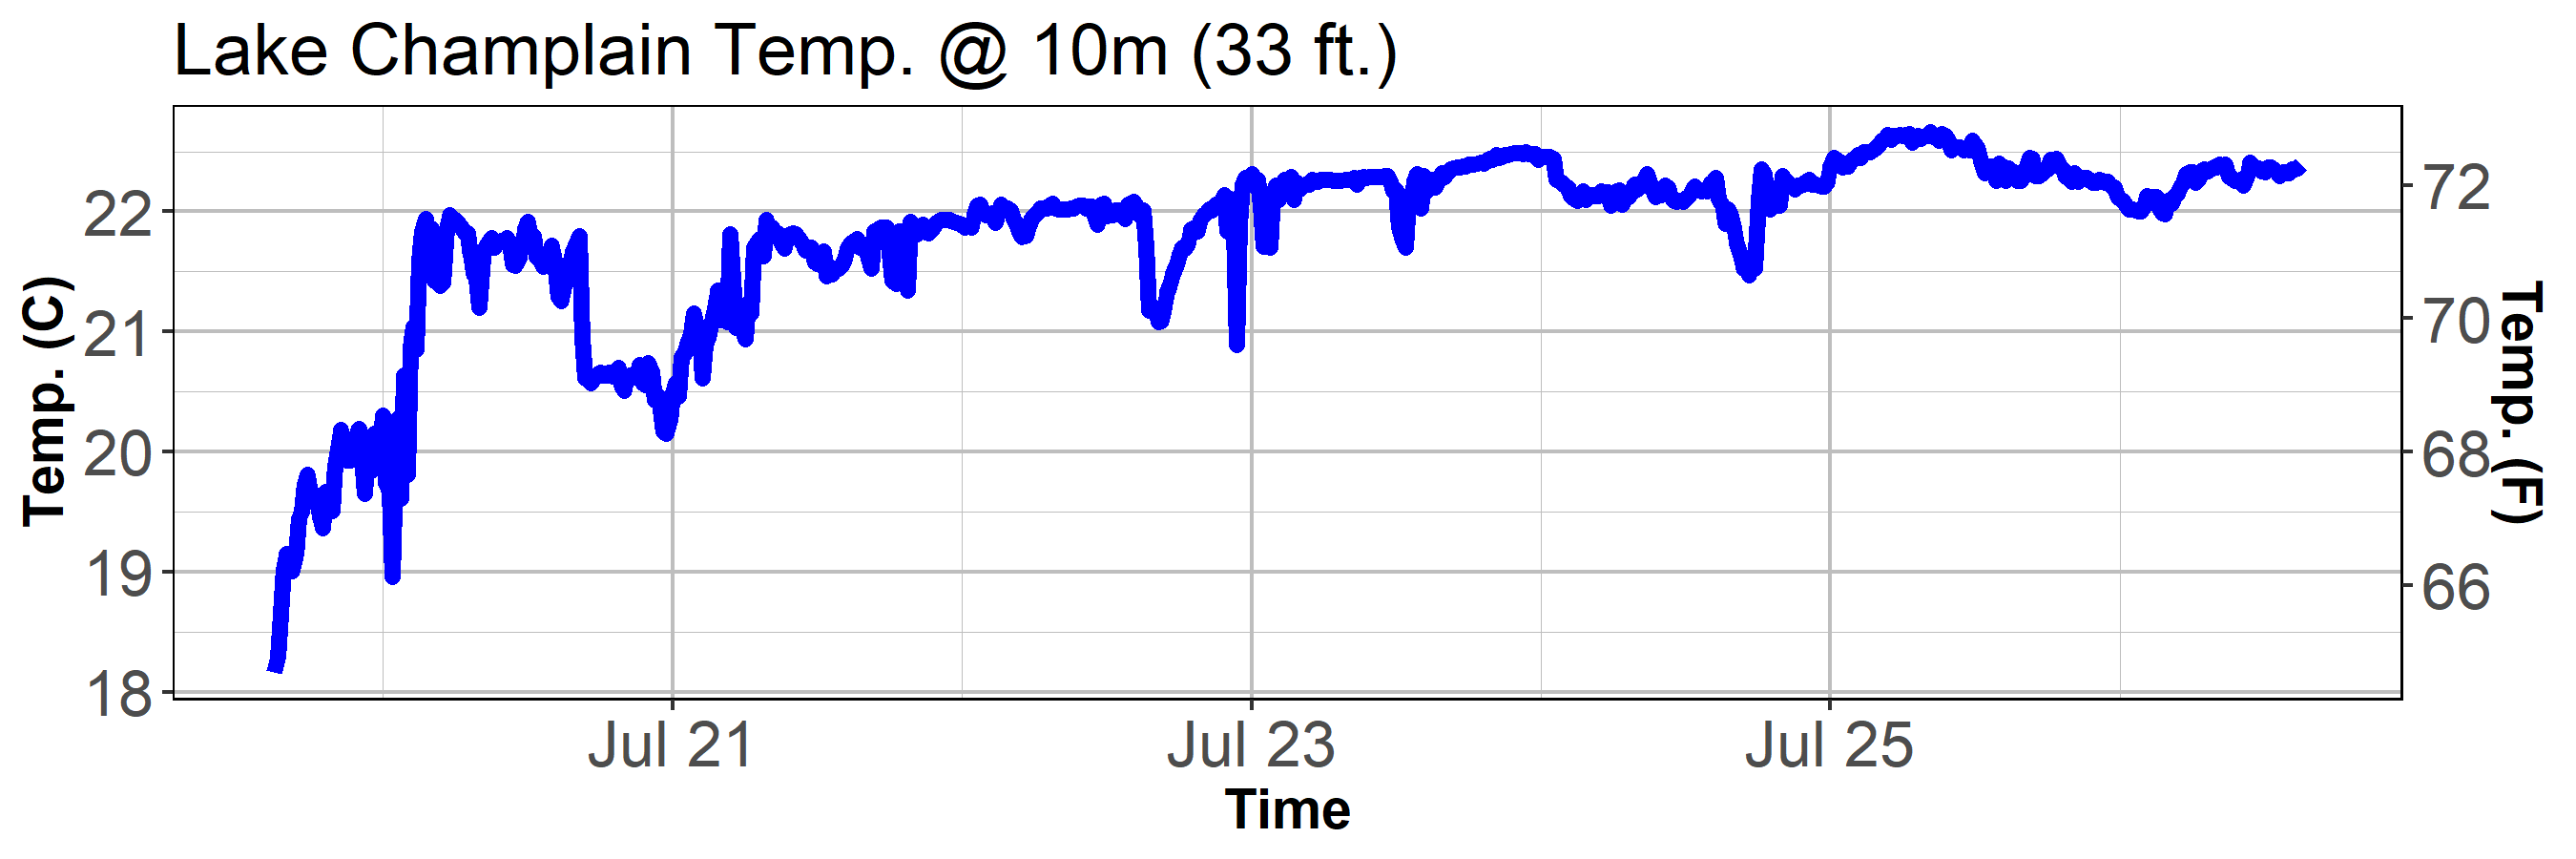 Lake Champlain Temp. @ 10m (33 ft.)
Temp. (C)
22
21
20
19
18
72
70
68
66
Temp. (F)
Jul 21
Jul 23
Jul 25
Time